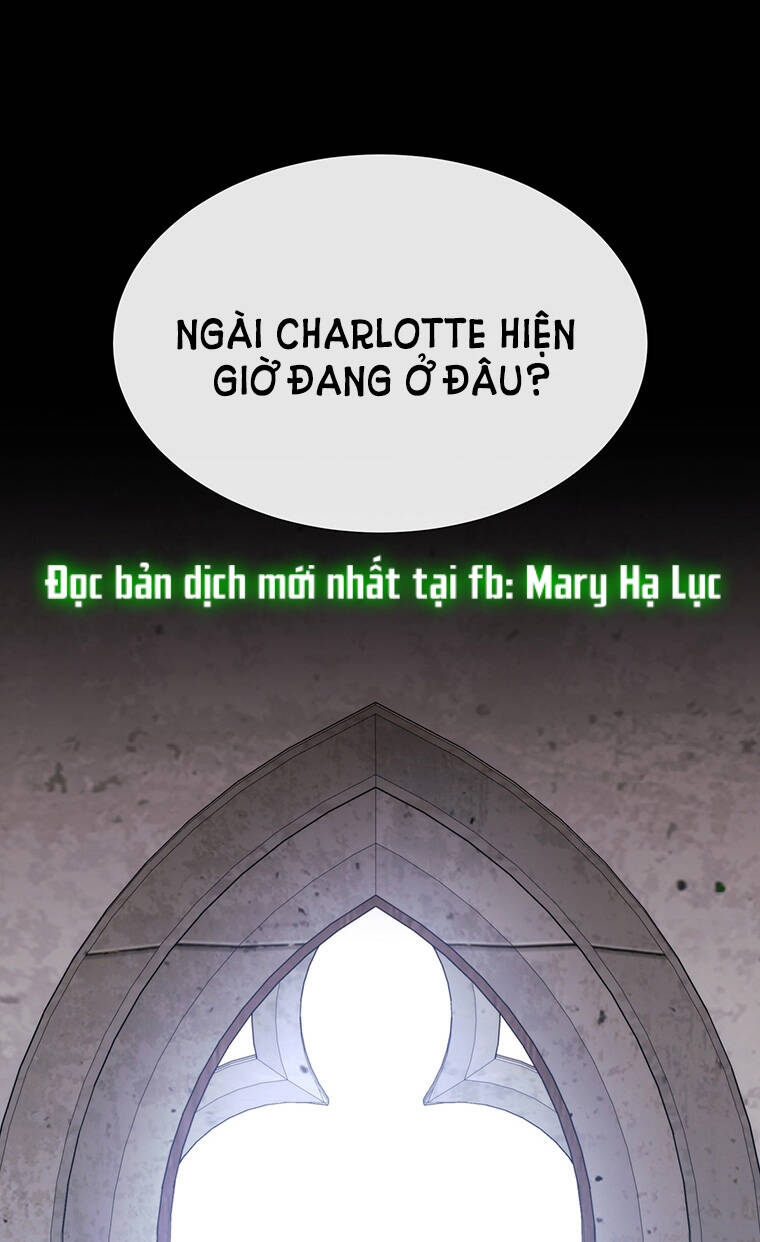 NGÀI CHARLOTTE HIỆN
GIỜ ĐANG Ở ĐÂU?
Đọc bản dịch mới nhất tại fb: Mary Hạ Lục